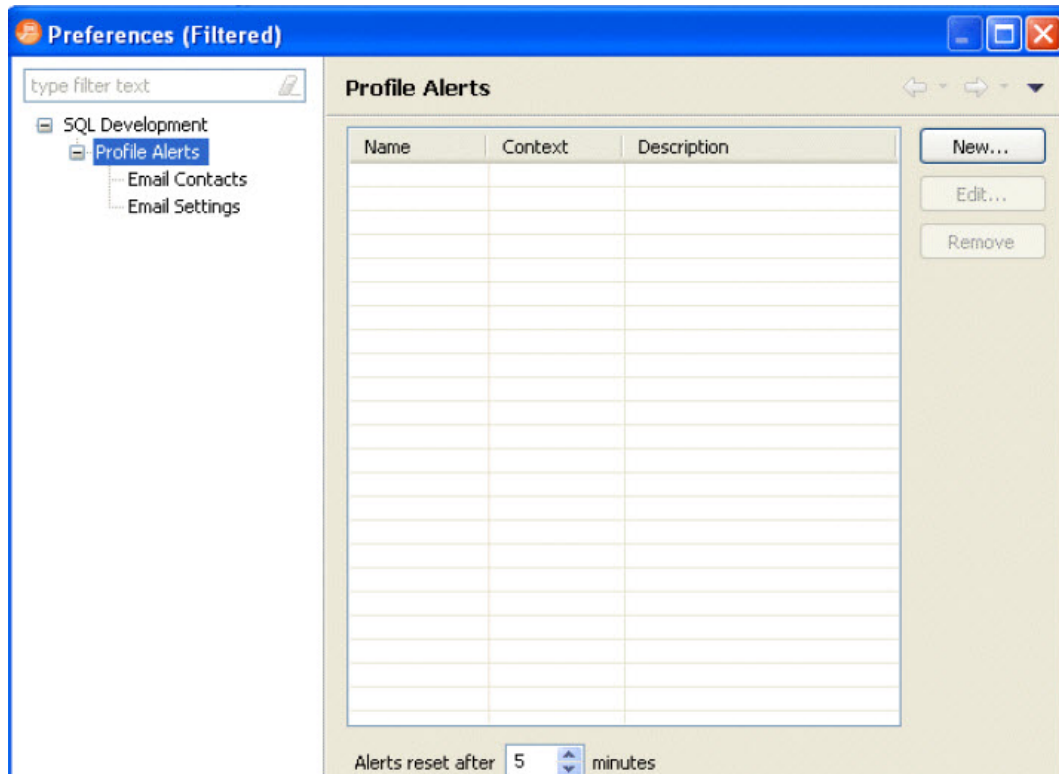 Preferences (Filtered)
type filter text
SQL Development
Profile Alerts
Email Contacts
Email Settings
Profile Alerts
Name Context Description
New...
Edit...
Remove
Alerts reset after 5 minutes